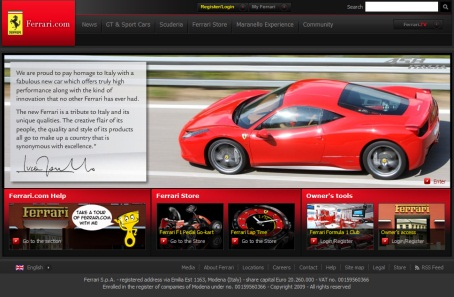 Register/Login
My Ferrari
Search
Ferrari.com
News
GT & Sport Cars
Scuderia
Ferrari Store
Maranello Experience
Community
We are proud to pay homage to Italy with a
fabulous new car which offers truly high
performance along with the kind of
innovation that no other Ferrari has ever had.
The new Ferrari is a tribute to Italy and its
unique qualities. The creative flair of its
people, the quality and style of its products
all go to make up a country that is
synonymous with excellence."
Enter
Ferrari.com Help
Ferrari Store
Owner's tools
Ferrari
TAKE A TOUR
OF FERRARI.COM
WITH ME
Go to the section
Ferrari F1 Pedal Go-kart
Go to the Store
Ferrari Lap Time
Go to the Store
Ferrari Formula 1 Club
Login/Register
Ferrari
Owner's access
Login/Register
English
Media
About Ferrari
Locations
Careers
Contact
Help
Site map
Legal
Store
RSS Feed
Ferrari S.p.A. - registered address via Emilia Est 1163, Modena (Italy) - share capital Euro 20.260.000 - VAT no. 00159560366
Enrolled in the register of companies of Modena under no. 00159560366 - Copyright 2009 - All rights reserved